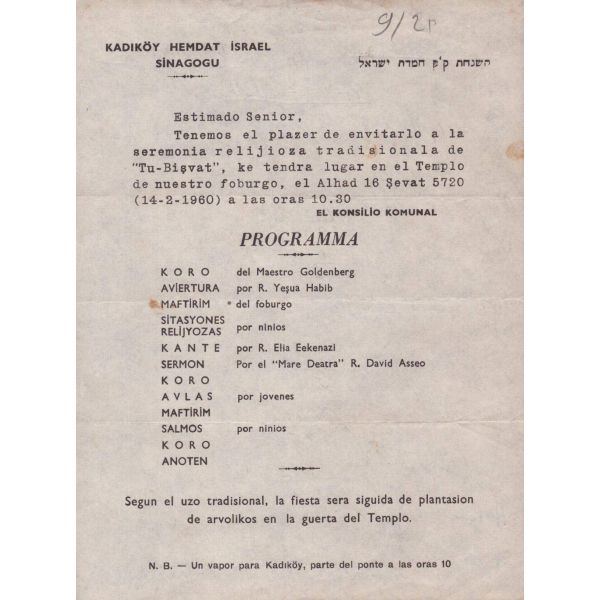 9/2
KADIKÖY HEMDAT İSRAEL
SİNAGOGU
השגחת ק"ק חמדת ישראל
Estimado Senior,
Tenemos el plazer de envitarlo a la
seremonia relijioza tradisionala de
"Tu-Bişvat", ke tendra lugar en el Templo
de nuestro foburgo, el Alhad 16 Şevat 5720
(14-2-1960) a las oras 10.30
EL KONSİLİO KOMUNAL
PROGRAMMA
KORO del Maestro Goldenberg
AVİERTURA por R. Yeşua Habib
MAFTİRİM " del foburgo
SİTASYONES
RELİJYOZAS por ninios
KANTE por R. Elia Eekenazi
SERMON Por el "Mare Deatra" R. David Asseo
KORO
AVLAS por jovenes
MAFTİRİM
SALMOS por ninios
KORO
ANOTEN
Segun el uzo tradisional, la fiesta sera siguida de plantasion
de arvolikos en la guerta del Templo.
N. B. — Un vapor para Kadıköy, parte del ponte a las oras 10